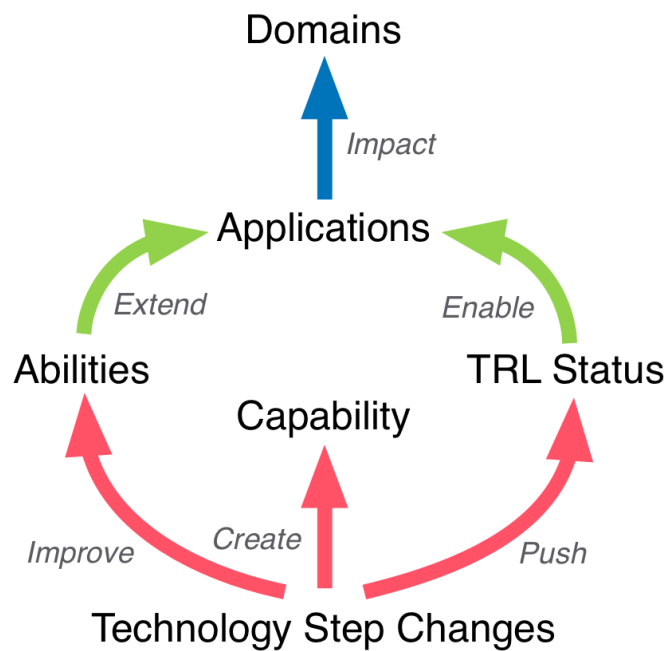 Domains
Impact
Applications
Extend
Enable
Abilities
TRL Status
Capability
Improve
Create
Push
Technology Step Changes